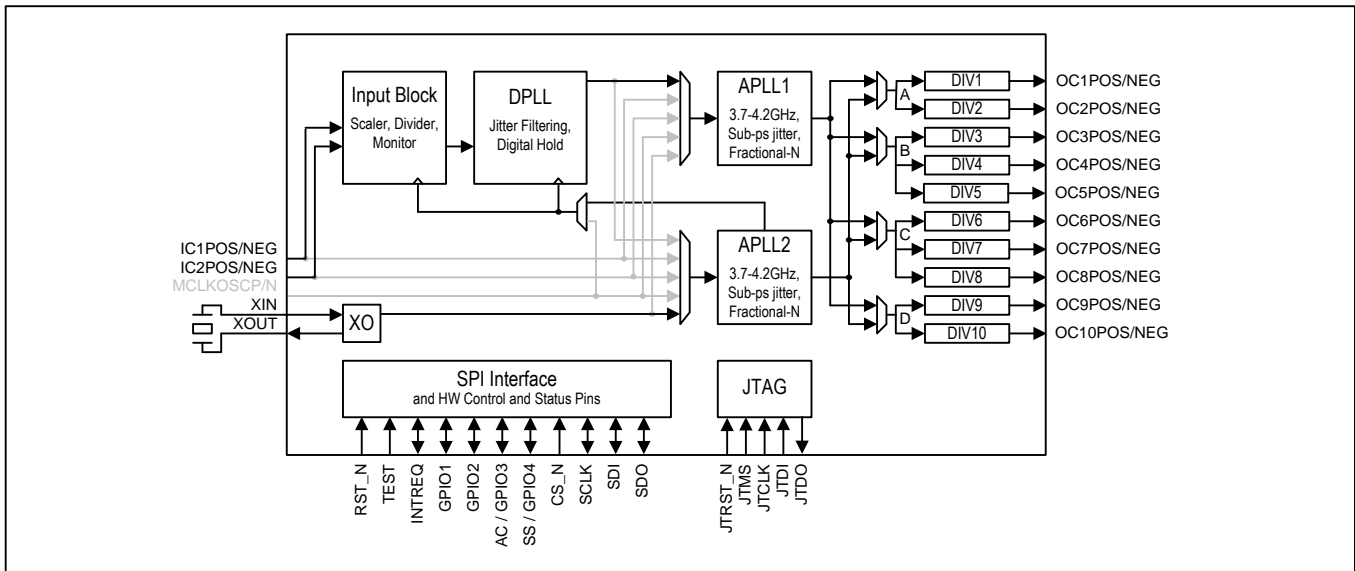 Input Block
Scaler, Divider,
Monitor
DPLL
Jitter Filtering,
Digital Hold
APLL1
3.7-4.2GHz,
Sub-ps jitter,
Fractional-N
APLL2
3.7-4.2GHz,
Sub-ps jitter,
Fractional-N
A
B
C
D
DIV1
DIV2
DIV3
DIV4
DIV5
DIV6
DIV7
DIV8
DIV9
DIV10
OC1POS/NEG
OC2POS/NEG
OC3POS/NEG
OC4POS/NEG
OC5POS/NEG
OC6POS/NEG
OC7POS/NEG
OC8POS/NEG
OC9POS/NEG
OC10POS/NEG
IC1POS/NEG
IC2POS/NEG
MCLKOSCP/N
XIN
XOUT
XO
SPI Interface
and HW Control and Status Pins
JTAG
RST_N
TEST
INTREQ
GPIO1
GPIO2
AC / GPIO3
SS / GPIO4
CS_N
SCLK
SDI
SDO
JTRST_N
JTMS
JTCLK
JTDI
JTDO